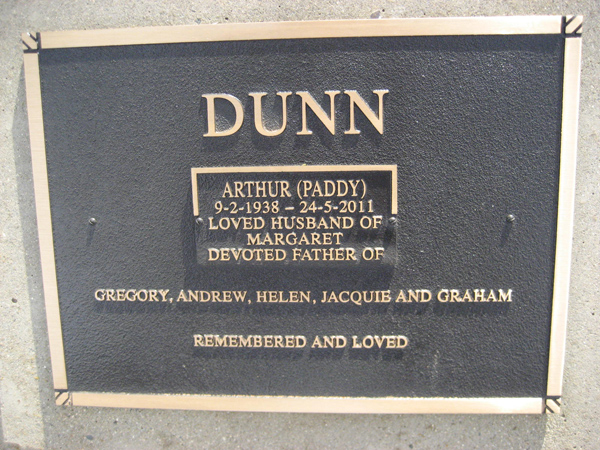 DUNN
ARTHUR (PADDY)
9-2-1938 – 24-5-2011
LOVED HUSBAND OF
MARGARET
DEVOTED FATHER OF
GREGORY, ANDREW, HELEN, JACQUIE AND GRAHAM
REMEMBERED AND LOVED